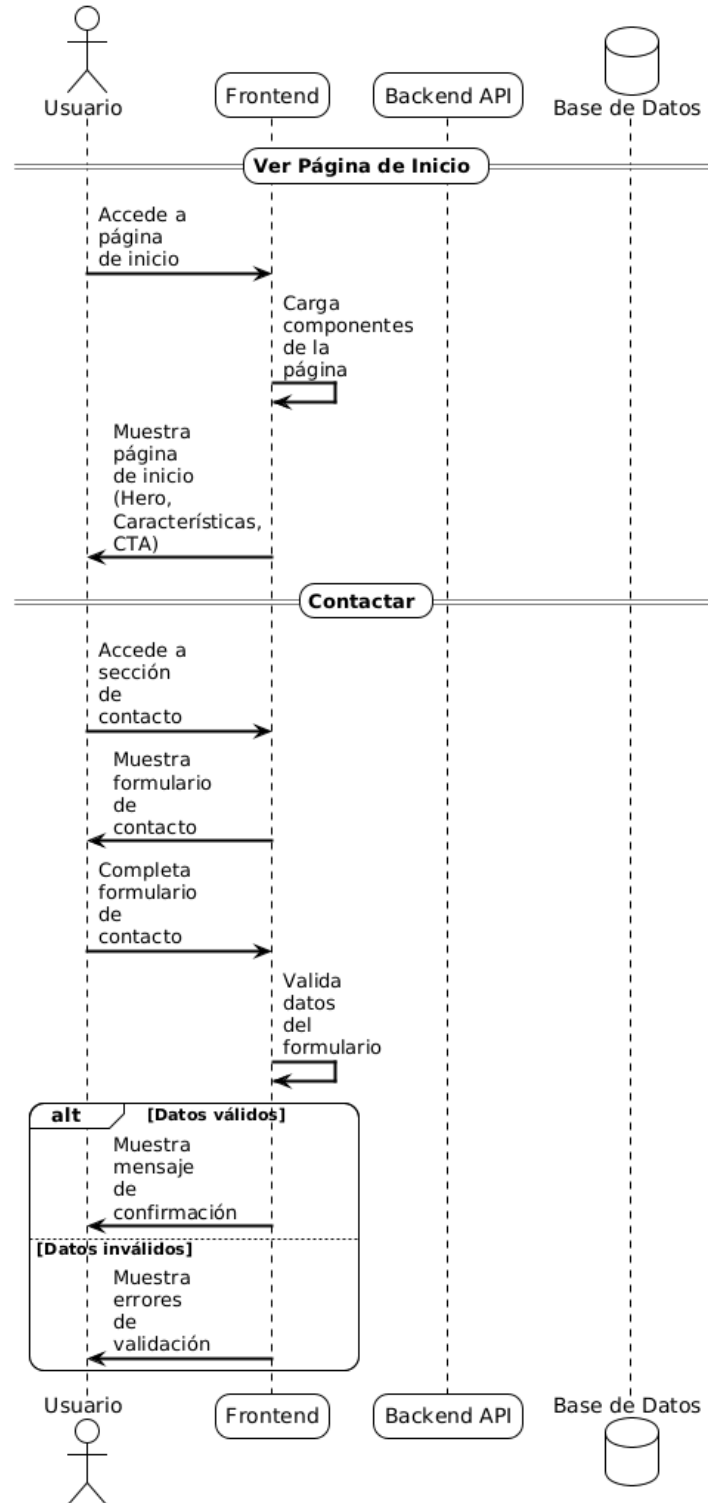 Usuario
Frontend
Backend API
Base de Datos
Ver Página de Inicio
Accede a
página
de inicio
Carga
componentes
de la
página
Muestra
página
de inicio
(Hero,
Características,
CTA)
Contactar
Accede a
sección
de
contacto
Muestra
formulario
de
contacto
Completa
formulario
de
contacto
Valida
datos
del
formulario
alt [Datos válidos]
Muestra
mensaje
de
confirmación
[Datos inválidos]
Muestra
errores
de
validación
Usuario
Frontend
Backend API
Base de Datos